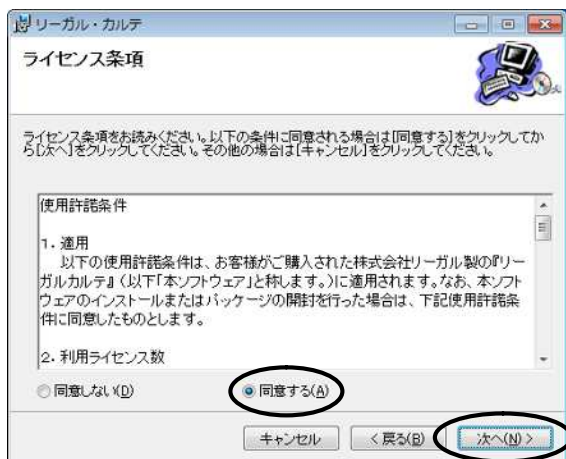 リーガル・カルテ
ライセンス条項
ライセンス条項をお読みください。以下の条件に同意される場合は[同意する]をクリックしてか
ら[次へ]をクリックしてください。その他の場合は[キャンセル]をクリックしてください。
使用許諾条件
1．適用
以下の使用許諾条件は、お客様がご購入された株式会社リーガル製の『リー
ガルカルテ』（以下「本ソフトウェア」と称します。）に適用されます。なお、本ソフト
ウェアのインストールまたはパッケージの開封を行った場合は、下記使用許諾条
件に同意したものとします。
2．利用ライセンス数
同意しない(D)
同意する(A)
キャンセル
< 戻る(B)
次へ(N) >